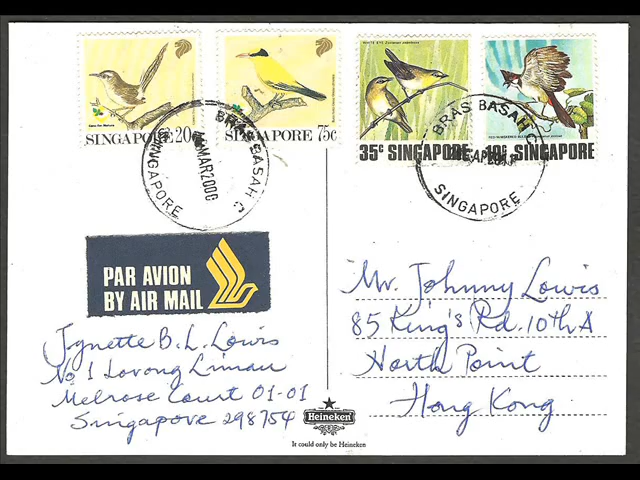 SINGAPORE 20c
SINGAPORE 75c
WHITE-EYE
35c SINGAPORE
10c SINGAPORE
BRAS BASAH C
SINGAPORE
BRAS BASAH C
SINGAPORE
PAR AVION
BY AIR MAIL
Mr. Johnny Lowis
85 King's Rd. 10th A
North Point
Hong Kong
Jynette B. L. Lowis
No 1 Lorong Limau
Melrose Court 01-01
Singapore 298754
Heineken
It could only be Heineken